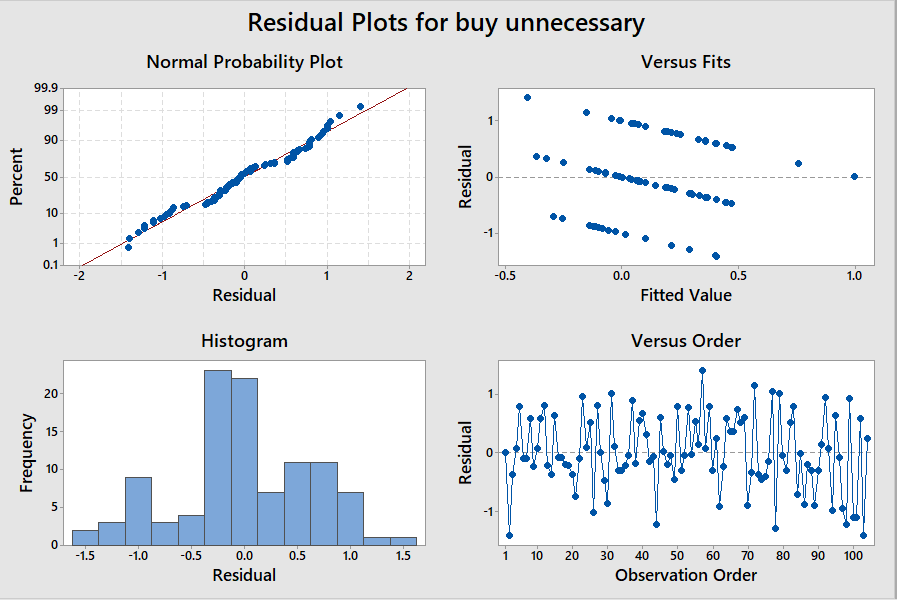 Residual Plots for buy unnecessary
Normal Probability Plot
99.9
99
90
50
10
1
0.1
Percent
-2 -1 0 1 2
Residual
Versus Fits
1
0
-1
Residual
-0.5 0.0 0.5 1.0
Fitted Value
Histogram
20
15
10
5
0
Frequency
-1.5 -1.0 -0.5 0.0 0.5 1.0 1.5
Residual
Versus Order
1
0
-1
Residual
1 10 20 30 40 50 60 70 80 90 100
Observation Order